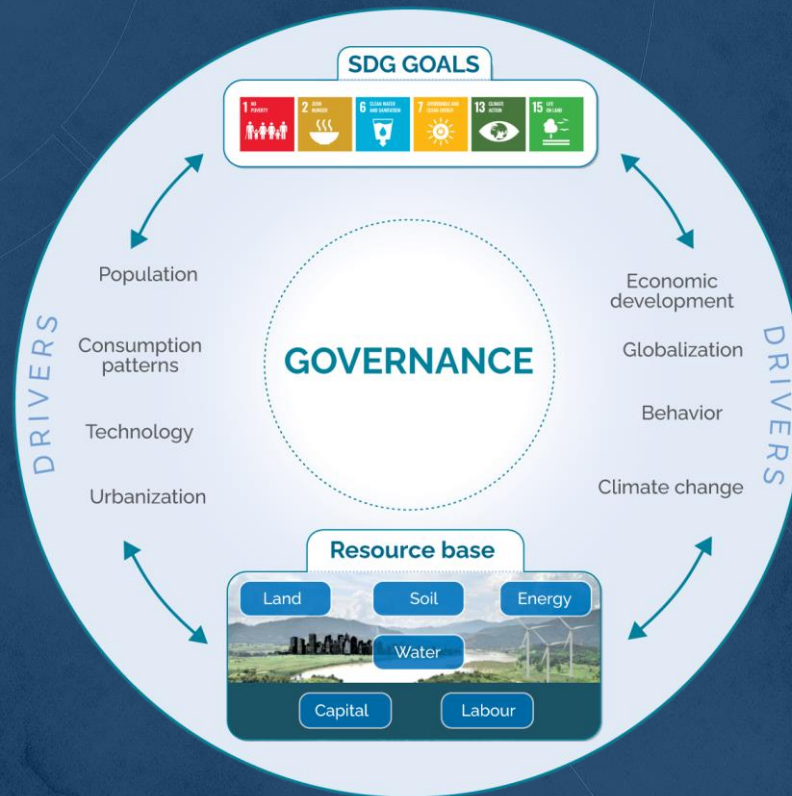 SDG GOALS
1 NO POVERTY
2 ZERO HUNGER
6 CLEAN WATER AND SANITATION
7 AFFORDABLE AND CLEAN ENERGY
13 CLIMATE ACTION
15 LIFE ON LAND
DRIVERS
Population
Consumption
patterns
Technology
Urbanization
GOVERNANCE
Economic
development
Globalization
Behavior
Climate change
DRIVERS
Resource base
Land
Soil
Energy
Water
Capital
Labour